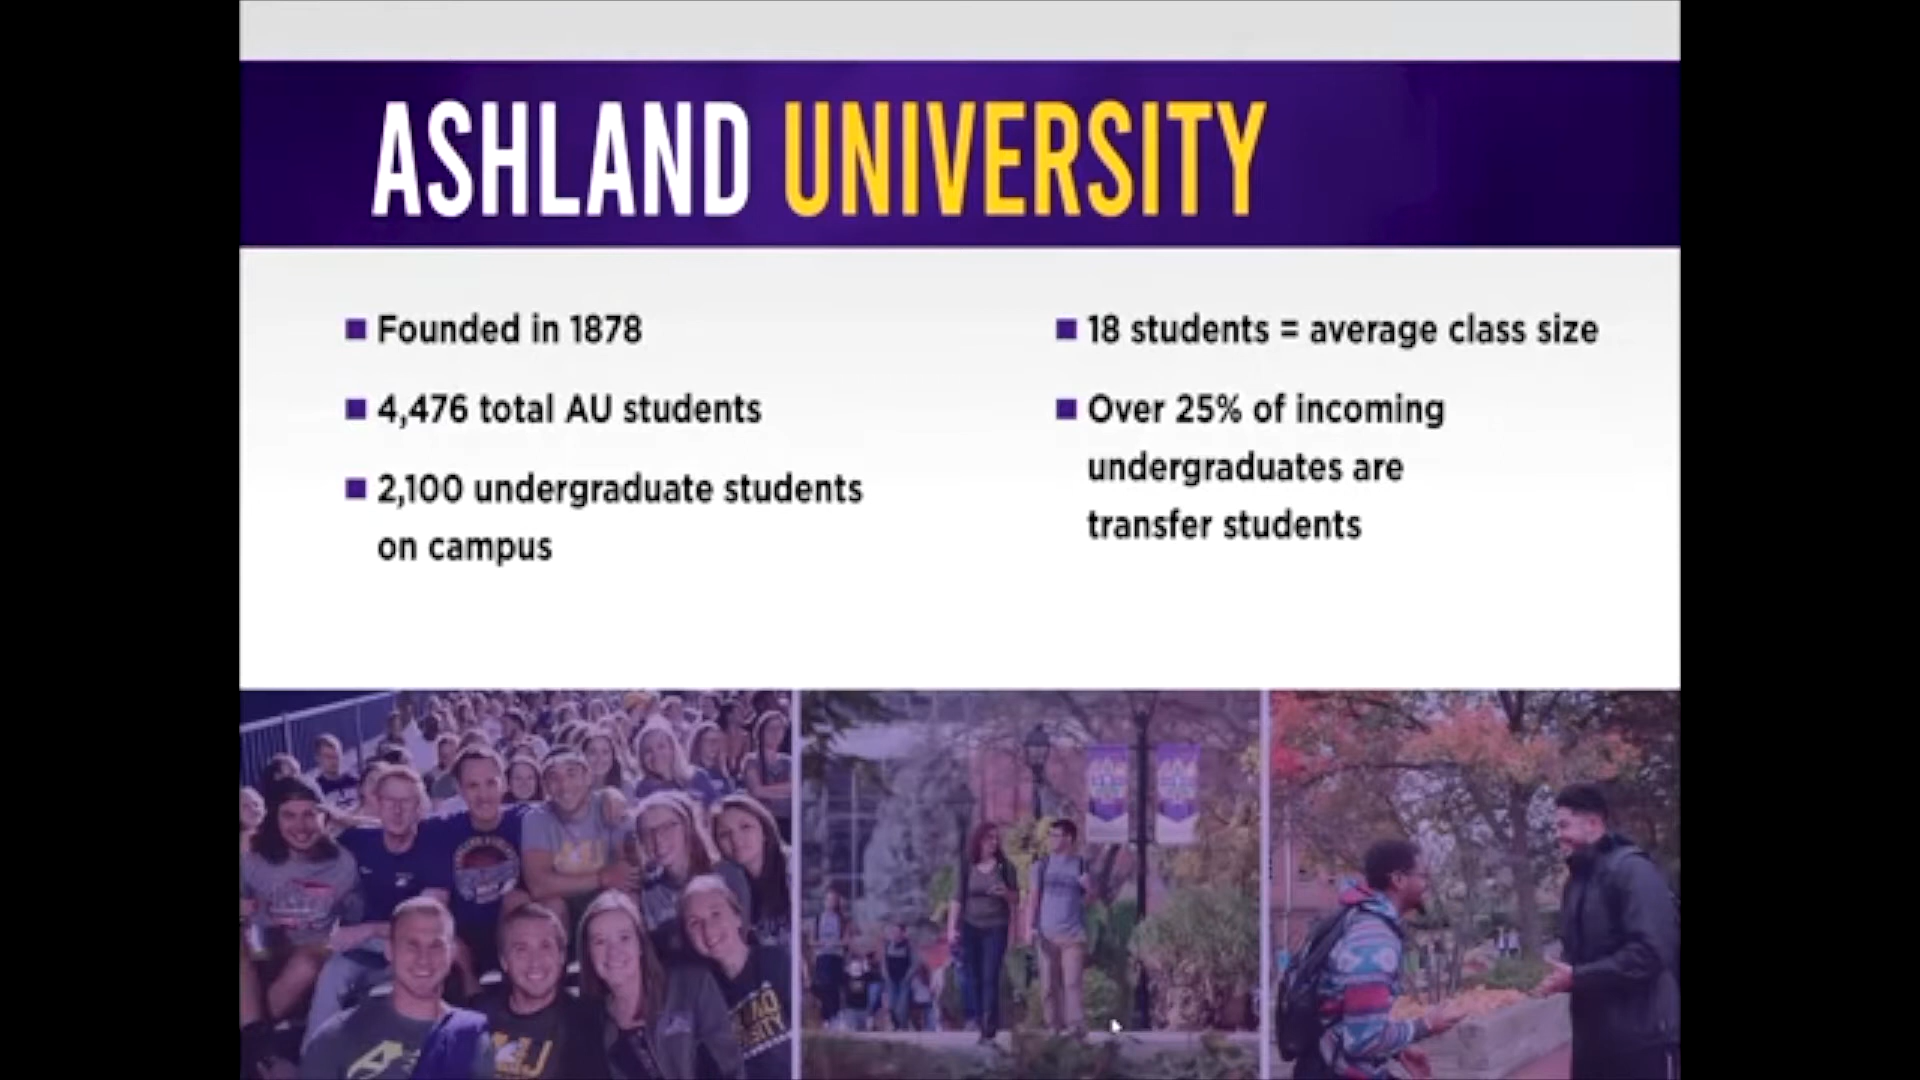 ASHLAND UNIVERSITY
Founded in 1878
4,476 total AU students
2,100 undergraduate students
on campus
18 students = average class size
Over 25% of incoming
undergraduates are
transfer students